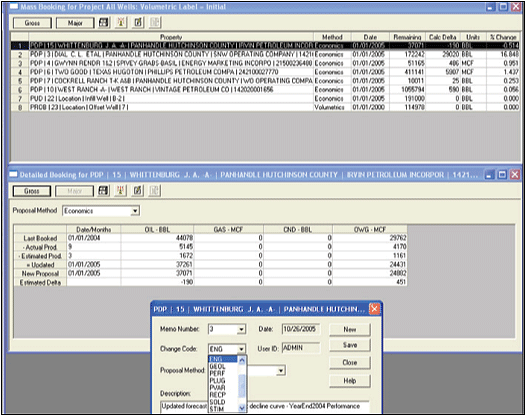 Mass Booking for Project All Wells: Volumetric Label - Initial
Gross Major
Property Method Date Remaining Calc Delta Units % Change
1 PDP | 15 | WHITTENBURG J. A. -A- | PANHANDLE HUTCHINSON COUNTY | IRVIN PETROLEUM INCOR Economics 01/01/2005 37071 -190 BBL -0.514
2 PDP | 3 | DIAL C. L. ETAL | PANHANDLE HUTCHINSON | SNW OPERATING COMPANY | 1421 Economics 01/01/2005 172242 29020 BBL 16.848
3 PDP | 4 | GWYNN RENDR 1&2 | SPIVEY GRABS-BASIL | ENERGY MARKETING INCORPO | 21500236488 Economics 01/01/2005 51165 486 MCF 0.951
4 PDP | 6 | TWO GOOD | TEXAS HUGOTON | PHILLIPS PETROLEUM COMPA | 242100027770 Economics 01/01/2005 411141 5907 MCF 1.437
5 PDP | 7 | COCKRELL RANCH T.K.A&B | PANHANDLE HUTCHINSON COUNTY | WO OPERATING COMPA Economics 01/01/2005 10011 25 BBL 0.253
6 PDP | 10 | WEST RANCH -A- | WEST RANCH | VINTAGE PETROLEUM CO | 142020001656 Economics 01/01/2005 1055794 590 BBL 0.056
7 PUD | 22 | Location | Infill Well | B-2 | Economics 01/01/2005 191000 0 BBL 0.000
8 PROB | 23 | Location | Offset Well | 7 | Volumetrics 01/01/2000 114978 0 BBL 0.000
Detailed Booking for PDP | 15 | WHITTENBURG J. A. -A- | PANHANDLE HUTCHINSON COUNTY | IRVIN PETROLEUM INCORPOR | 1421...
Gross Major
Proposal Method Economics
Date/Months OIL - BBL GAS - MCF CND - BBL OWG - MCF
Last Booked 01/01/2004 44078 0 0 29762
- Actual Prod. 9 5145 0 0 4170
- Estimated Prod. 3 1672 0 0 1161
= Updated 01/01/2005 37261 0 0 24431
New Proposal 01/01/2005 37071 0 0 24882
Estimated Delta -190 0 0 451
PDP | 15 | WHITTENBURG J. A. -A- | PANHANDLE HUTCHIN...
Memo Number: 3 Date: 10/26/2005 New
Change Code: ENG User ID: ADMIN Save
ENG
GEOL
PERF
PLUG
PVAR
RECP
SOLD
STIM
Close
Proposal Method:
Help
Description:
Updated forecast decline curve - YearEnd2004 Performance